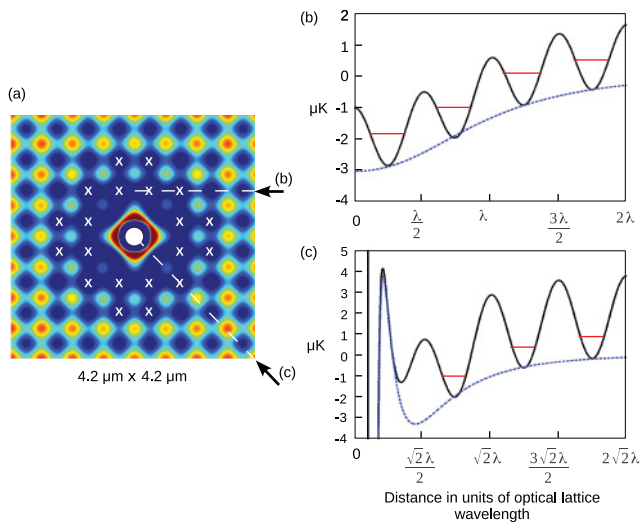 (a)
X X
X X X X
X X X X
X X X X
X X X X
X X
(b)
(c)
4.2 μm x 4.2 μm
(b)
2
1
0
-1
-2
-3
-4
μK
0
λ/2
λ
3λ/2
2λ
(c)
5
4
3
2
1
0
-1
-2
-3
-4
μK
0
√2λ/2
√2λ
3√2λ/2
2√2λ
Distance in units of optical lattice
wavelength